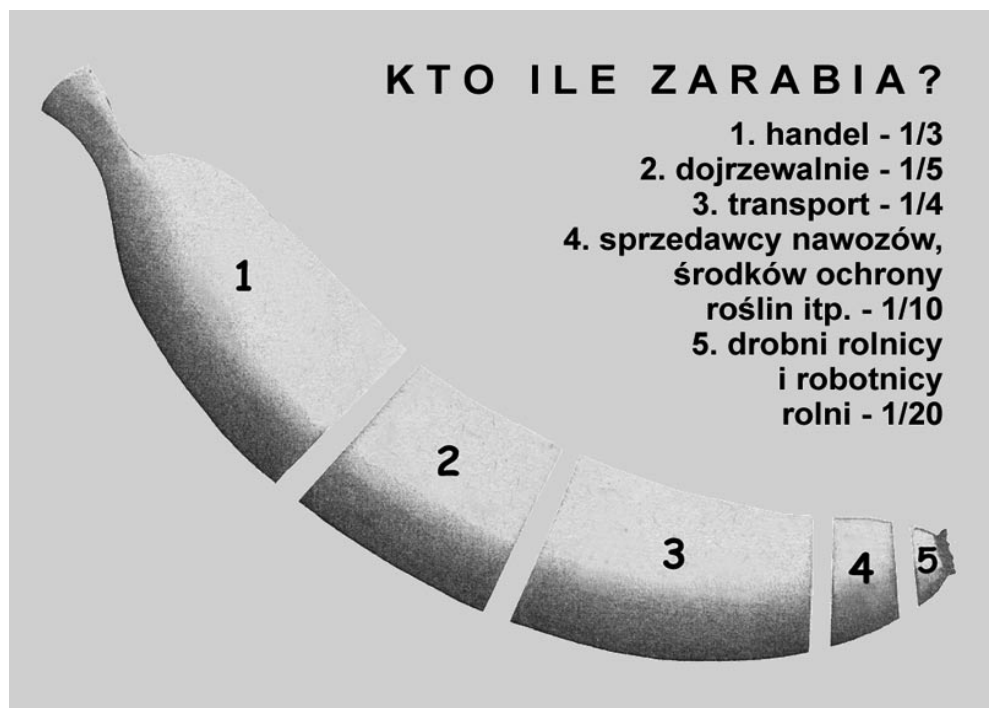 KTO ILE ZARABIA?
1. handel - 1/3
2. dojrzewalnie - 1/5
3. transport - 1/4
4. sprzedawcy nawozów,
środków ochrony
roślin itp. - 1/10
5. drobni rolnicy
i robotnicy
rolni - 1/20
1
2
3
4
5